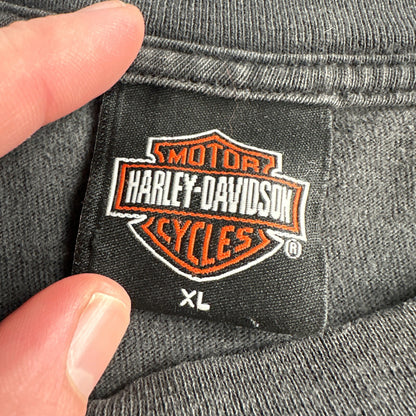 MOTOR
HARLEY-DAVIDSON
CYCLES
®
XL